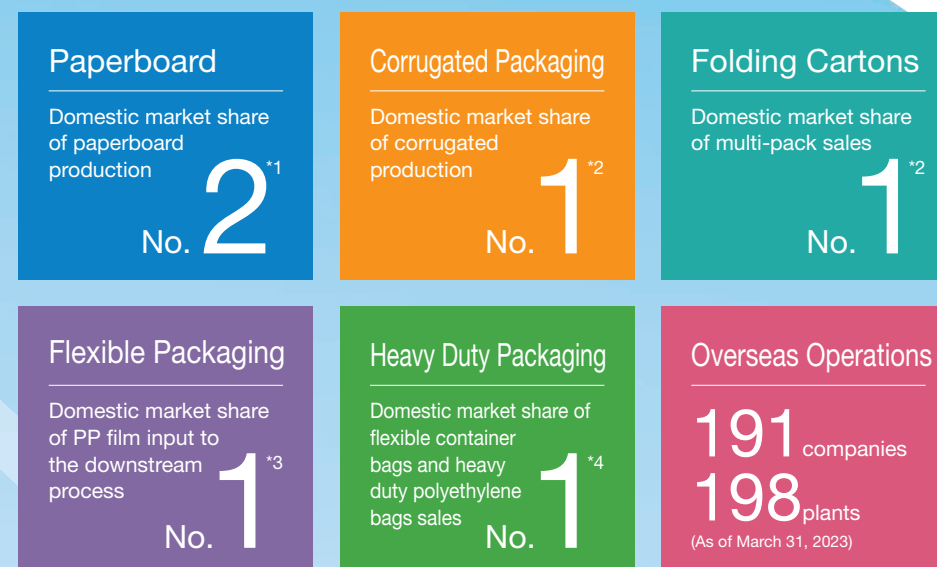 Paperboard
Domestic market share
of paperboard
production
No. 2 *1
Corrugated Packaging
Domestic market share
of corrugated
production
No. 1 *2
Folding Cartons
Domestic market share
of multi-pack sales
No. 1 *2
Flexible Packaging
Domestic market share
of PP film input to
the downstream
process
No. 1 *3
Heavy Duty Packaging
Domestic market share of
flexible container
bags and heavy
duty polyethylene
bags sales
No. 1 *4
Overseas Operations
191 companies
198 plants
(As of March 31, 2023)